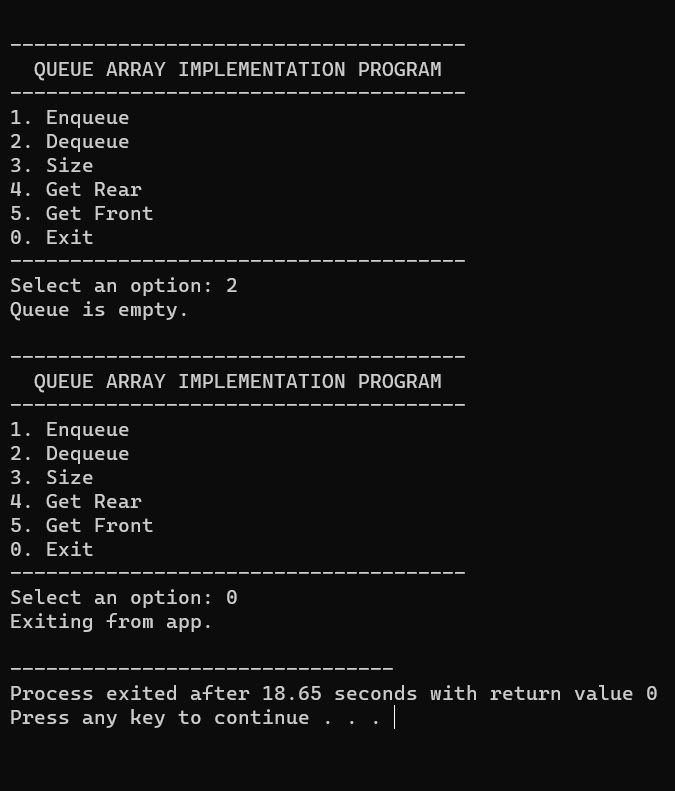 --------------------------------------
  QUEUE ARRAY IMPLEMENTATION PROGRAM
--------------------------------------
1. Enqueue
2. Dequeue
3. Size
4. Get Rear
5. Get Front
0. Exit
--------------------------------------
Select an option: 2
Queue is empty.

--------------------------------------
  QUEUE ARRAY IMPLEMENTATION PROGRAM
--------------------------------------
1. Enqueue
2. Dequeue
3. Size
4. Get Rear
5. Get Front
0. Exit
--------------------------------------
Select an option: 0
Exiting from app.

--------------------------------
Process exited after 18.65 seconds with return value 0
Press any key to continue . . .